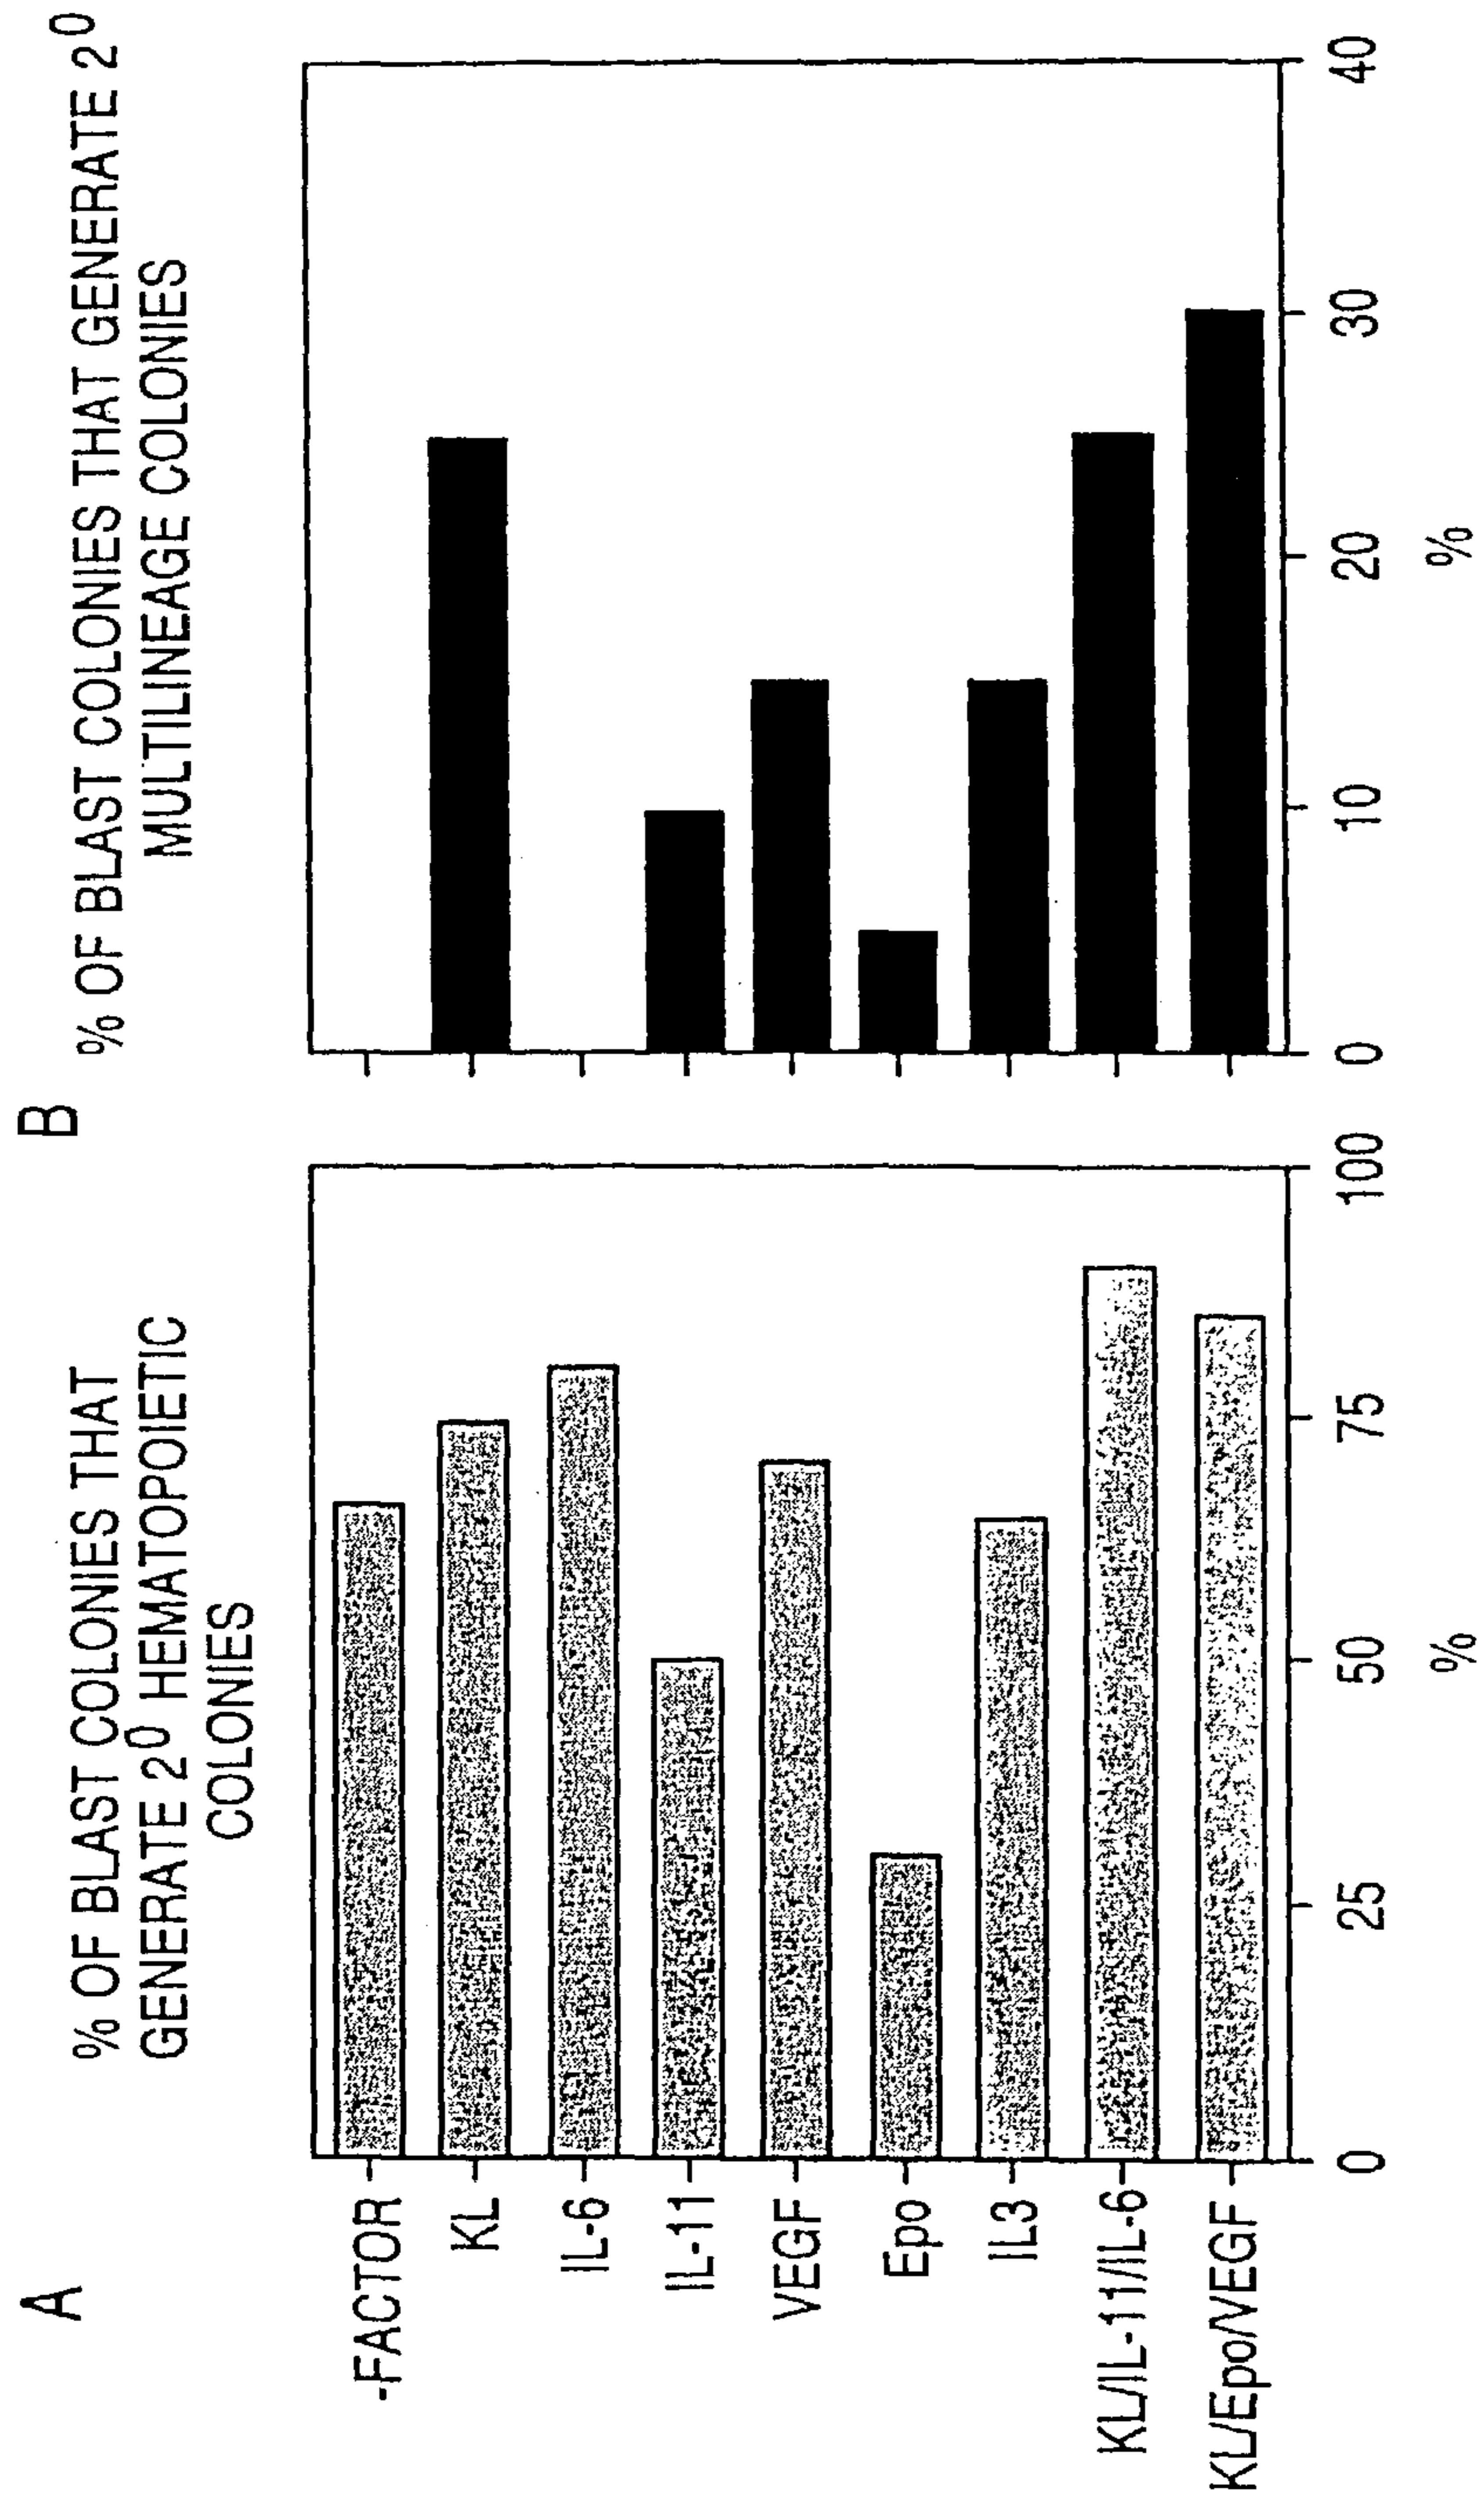 A
% OF BLAST COLONIES THAT
GENERATE 2⁰ HEMATOPOIETIC
COLONIES
-FACTOR
KL
IL-6
IL-11
VEGF
Epo
IL3
KL/IL-11/IL-6
KL/Epo/VEGF
0
25
50
75
100
%
B
% OF BLAST COLONIES THAT GENERATE 2⁰
MULTILINEAGE COLONIES
0
10
20
30
40
%